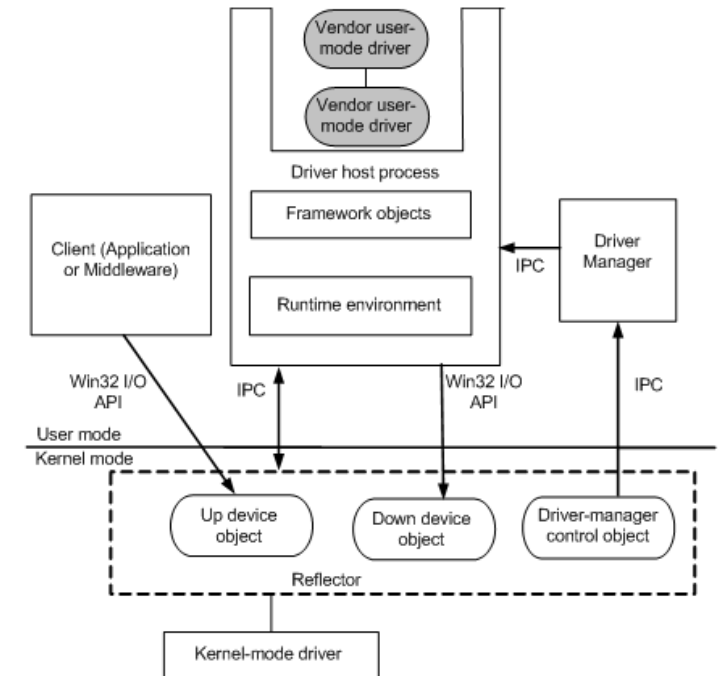 Vendor user-
mode driver
Vendor user-
mode driver
Driver host process
Framework objects
Client (Application
or Middleware)
Driver
Manager
IPC
Runtime environment
Win32 I/O
API
IPC
Win32 I/O
API
IPC
User mode
Kernel mode
Up device
object
Down device
object
Driver-manager
control object
Reflector
Kernel-mode driver